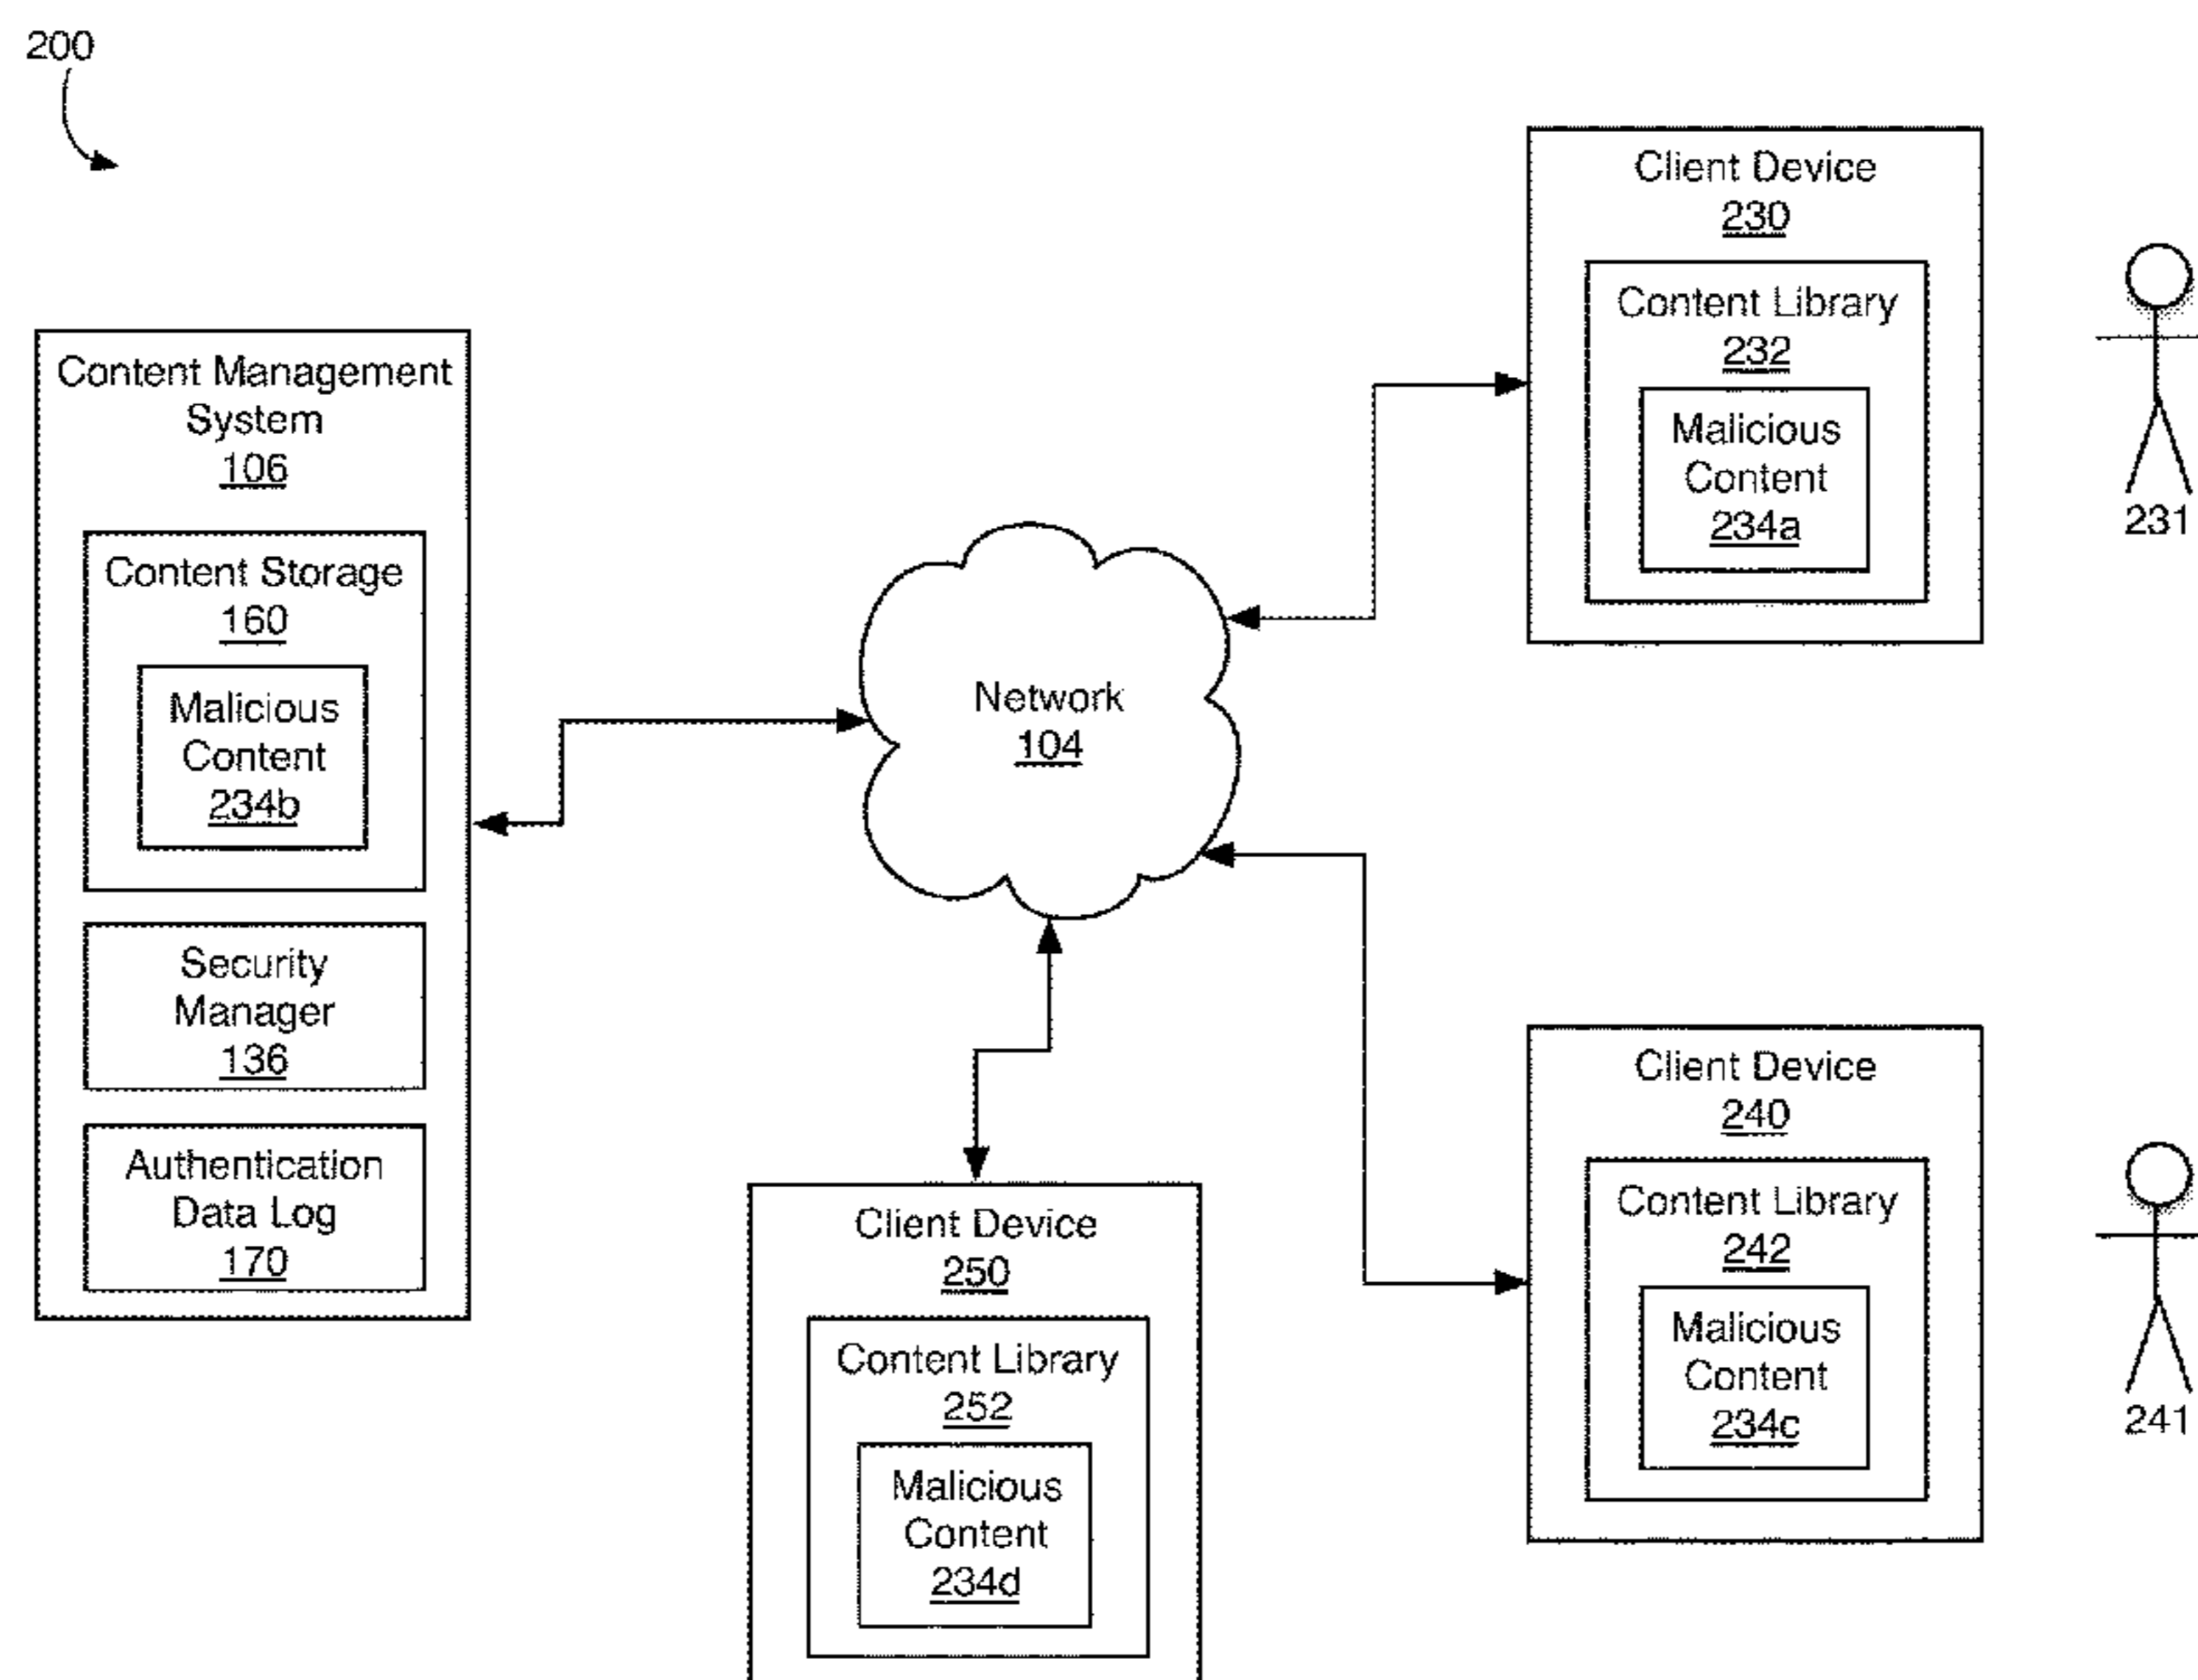 200
Content Management
System
106
Content Storage
160
Malicious
Content
234b
Security
Manager
136
Authentication
Data Log
170
Network
104
Client Device
230
Content Library
232
Malicious
Content
234a
231
Client Device
240
Content Library
242
Malicious
Content
234c
241
Client Device
250
Content Library
252
Malicious
Content
234d